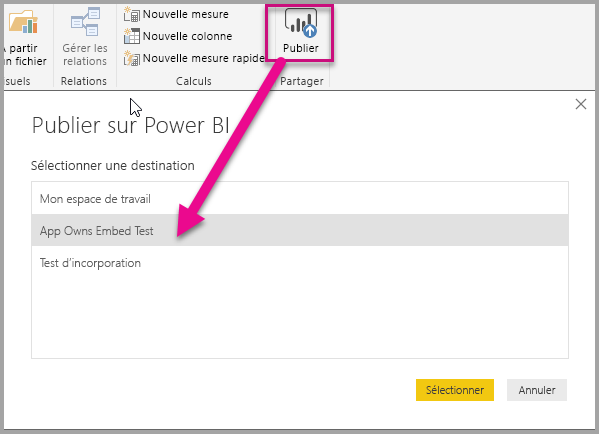 Nouvelle mesure
Nouvelle colonne
Nouvelle mesure rapide
À partir
un fichier
Gérer les
relations
Publier
suels
Relations
Calculs
Partager
Publier sur Power BI
Sélectionner une destination
Mon espace de travail
App Owns Embed Test
Test d'incorporation
Sélectionner
Annuler